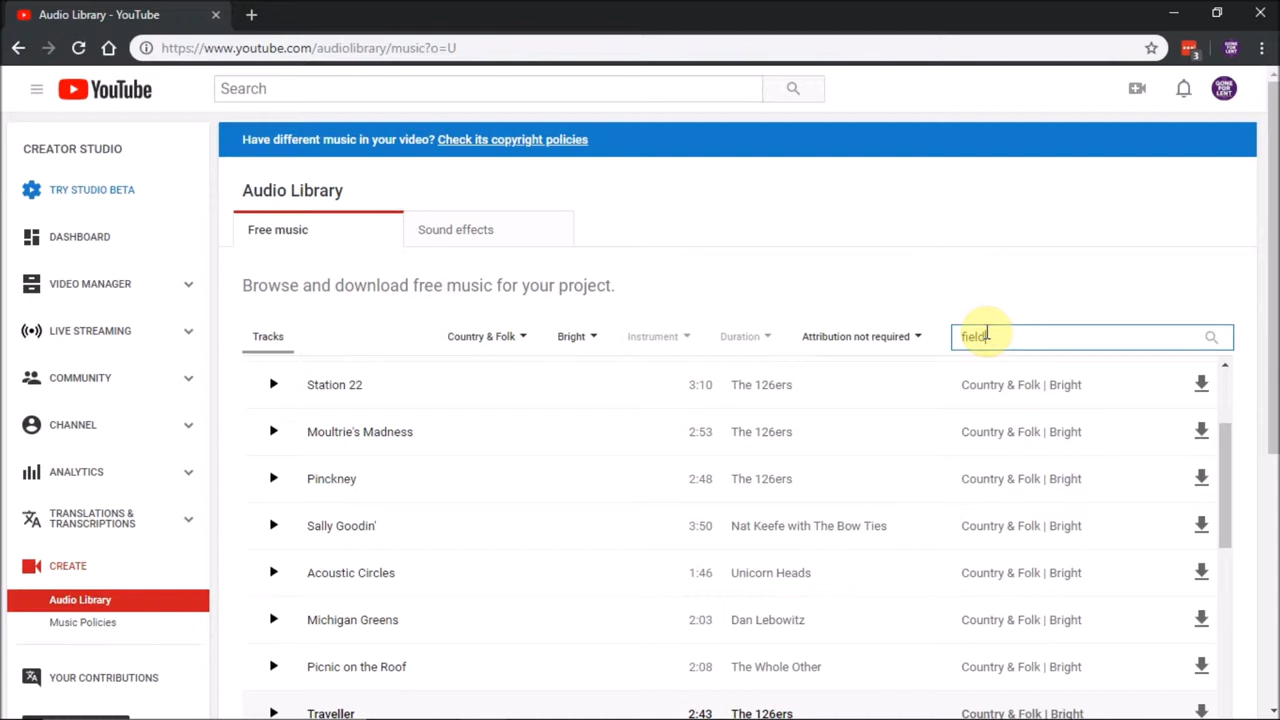 Audio Library - YouTube
https://www.youtube.com/audiolibrary/music?o=U
3
GONE FOR LENT
YouTube
Search
GONE
FOR
LENT
CREATOR STUDIO
TRY STUDIO BETA
DASHBOARD
VIDEO MANAGER
LIVE STREAMING
COMMUNITY
CHANNEL
ANALYTICS
TRANSLATIONS &
TRANSCRIPTIONS
CREATE
Audio Library
Music Policies
YOUR CONTRIBUTIONS
Have different music in your video? Check its copyright policies
Audio Library
Free music Sound effects
Browse and download free music for your project.
Tracks Country & Folk Bright Instrument Duration Attribution not required field
Station 22 3:10 The 126ers Country & Folk | Bright
Moultrie's Madness 2:53 The 126ers Country & Folk | Bright
Pinckney 2:48 The 126ers Country & Folk | Bright
Sally Goodin' 3:50 Nat Keefe with The Bow Ties Country & Folk | Bright
Acoustic Circles 1:46 Unicorn Heads Country & Folk | Bright
Michigan Greens 2:03 Dan Lebowitz Country & Folk | Bright
Picnic on the Roof 2:08 The Whole Other Country & Folk | Bright
Traveller 2:43 The 126ers Country & Folk | Bright